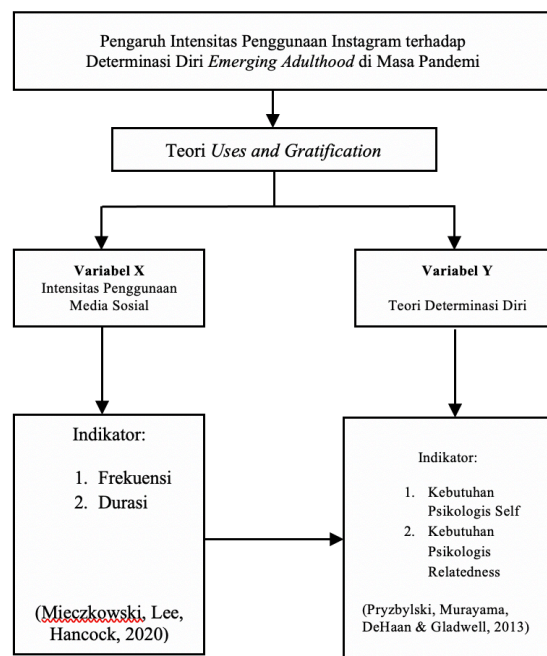 Pengaruh Intensitas Penggunaan Instagram terhadap
Determinasi Diri Emerging Adulthood di Masa Pandemi
Teori Uses and Gratification
Variabel X
Intensitas Penggunaan
Media Sosial
Variabel Y
Teori Determinasi Diri
Indikator:
1. Frekuensi
2. Durasi
(Mieczkowski, Lee,
Hancock, 2020)
Indikator:
1. Kebutuhan
Psikologis Self
2. Kebutuhan
Psikologis
Relatedness
(Pryzbylski, Murayama,
DeHaan & Gladwell, 2013)